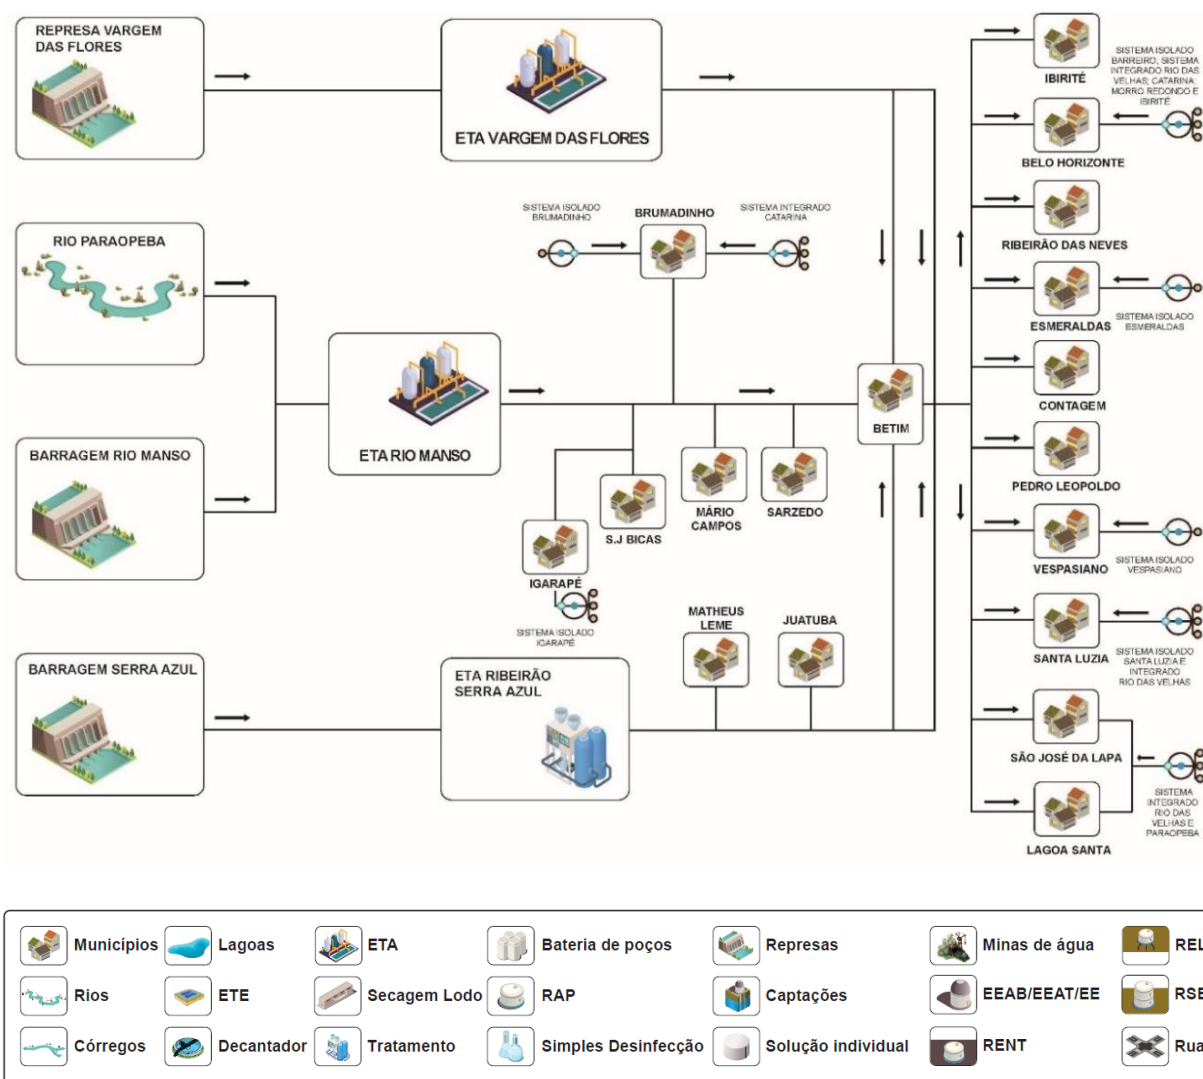 REPRESA VARGEM
DAS FLORES
ETA VARGEM DAS FLORES
RIO PARAOPEBA
SISTEMA ISOLADO
BRUMADINHO
BRUMADINHO
SISTEMA INTEGRADO
CATARINA
BARRAGEM RIO MANSO
ETA RIO MANSO
BETIM
S.J BICAS
MÁRIO
CAMPOS
SARZEDO
IGARAPÉ
SISTEMA ISOLADO
IGARAPÉ
BARRAGEM SERRA AZUL
ETA RIBEIRÃO
SERRA AZUL
MATHEUS
LEME
JUATUBA
IBIRITÉ
SISTEMA ISOLADO
BARREIRO; SISTEMA
INTEGRADO RIO DAS
VELHAS; CATARINA;
MORRO REDONDO E
IBIRITÉ
BELO HORIZONTE
RIBEIRÃO DAS NEVES
ESMERALDAS
SISTEMA ISOLADO
ESMERALDAS
CONTAGEM
PEDRO LEOPOLDO
VESPASIANO
SISTEMA ISOLADO
VESPASIANO
SANTA LUZIA
SISTEMA ISOLADO
SANTA LUZIA E
INTEGRADO
RIO DAS VELHAS
SÃO JOSÉ DA LAPA
SISTEMA
INTEGRADO
RIO DAS
VELHAS E
PARAOPEBA
LAGOA SANTA
Municípios
Lagoas
ETA
Bateria de poços
Represas
Minas de água
REL
Rios
ETE
Secagem Lodo
RAP
Captações
EEAB/EEAT/EE
RSE
Córregos
Decantador
Tratamento
Simples Desinfecção
Solução individual
RENT
Rua